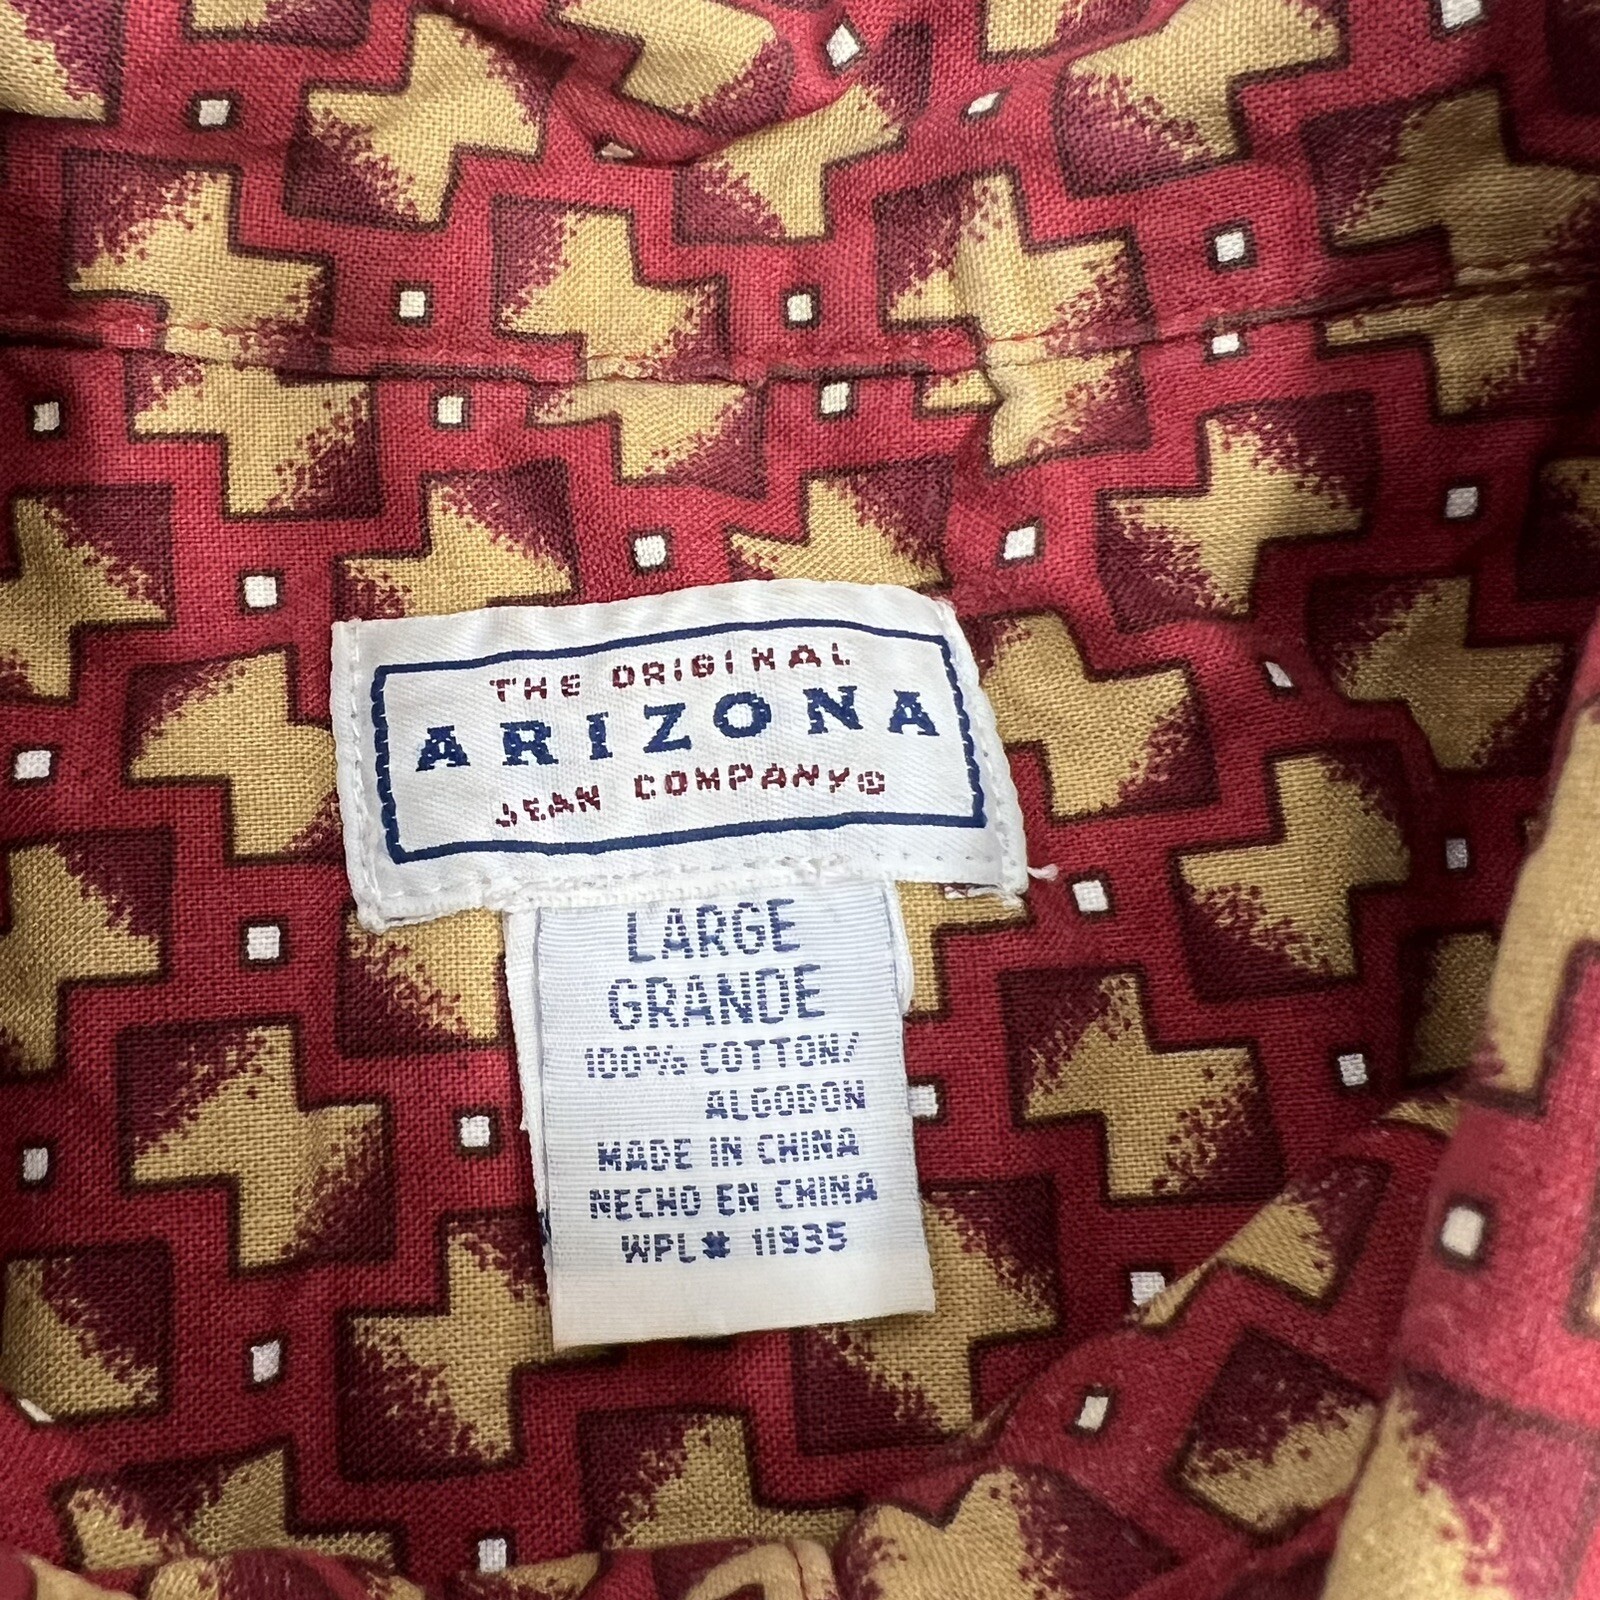 THE ORIGINAL
ARIZONA
JEAN COMPANY®
LARGE
GRANDE
100% COTTON/
ALGODON
MADE IN CHINA
HECHO EN CHINA
WPL# 11935